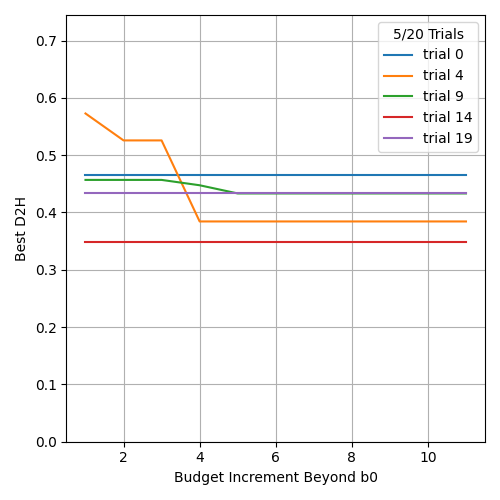 5/20 Trials
trial 0
trial 4
trial 9
trial 14
trial 19
0.7
0.6
0.5
0.4
0.3
0.2
0.1
0.0
Best D2H
2 4 6 8 10
Budget Increment Beyond b0